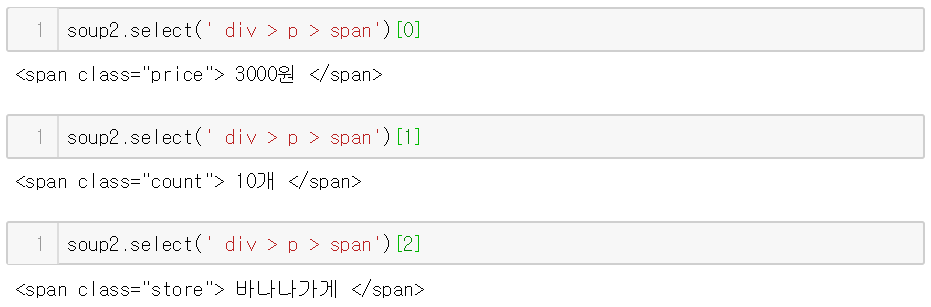 1 soup2.select(' div > p > span')[0]
<span class="price"> 3000원 </span>
1 soup2.select(' div > p > span')[1]
<span class="count"> 10개 </span>
1 soup2.select(' div > p > span')[2]
<span class="store"> 바나나가게 </span>